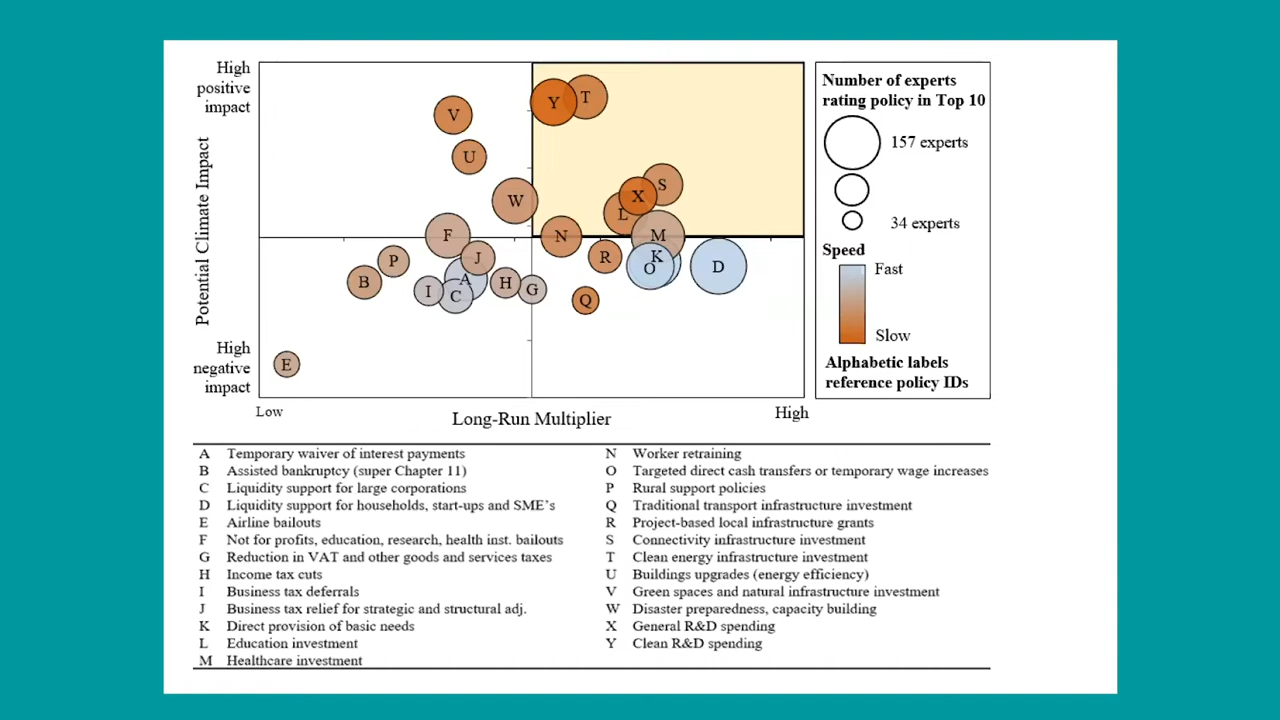 High
positive
impact
Potential Climate Impact
High
negative
impact
Low
Long-Run Multiplier
High
V
U
W
Y
T
S
X
L
N
M
F
J
P
B
A
I
C
H
G
R
K
O
D
Q
E
Number of experts
rating policy in Top 10
157 experts
34 experts
Speed
Fast
Slow
Alphabetic labels
reference policy IDs
A Temporary waiver of interest payments
B Assisted bankruptcy (super Chapter 11)
C Liquidity support for large corporations
D Liquidity support for households, start-ups and SME's
E Airline bailouts
F Not for profits, education, research, health inst. bailouts
G Reduction in VAT and other goods and services taxes
H Income tax cuts
I Business tax deferrals
J Business tax relief for strategic and structural adj.
K Direct provision of basic needs
L Education investment
M Healthcare investment
N Worker retraining
O Targeted direct cash transfers or temporary wage increases
P Rural support policies
Q Traditional transport infrastructure investment
R Project-based local infrastructure grants
S Connectivity infrastructure investment
T Clean energy infrastructure investment
U Buildings upgrades (energy efficiency)
V Green spaces and natural infrastructure investment
W Disaster preparedness, capacity building
X General R&D spending
Y Clean R&D spending